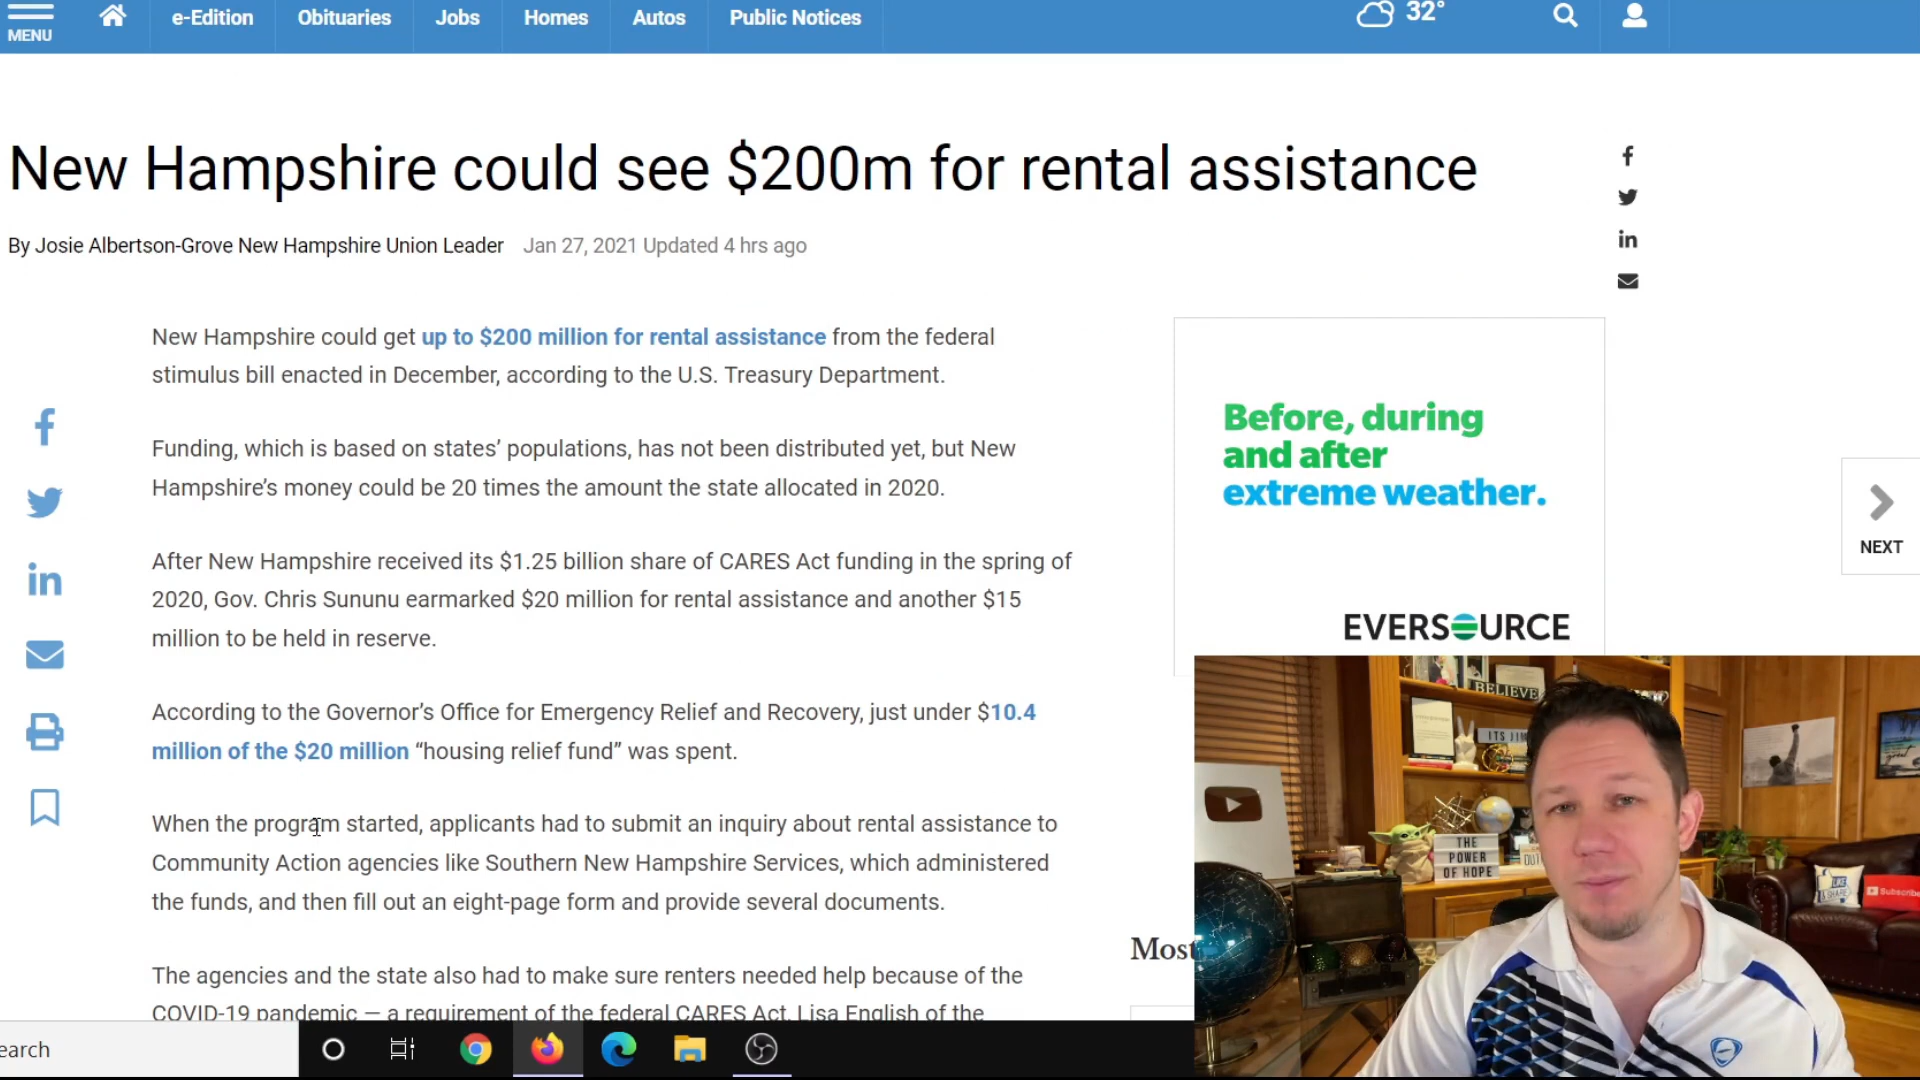 MENU
e-Edition
Obituaries
Jobs
Homes
Autos
Public Notices
32°
New Hampshire could see $200m for rental assistance
By Josie Albertson-Grove New Hampshire Union Leader Jan 27, 2021 Updated 4 hrs ago
New Hampshire could get up to $200 million for rental assistance from the federal
stimulus bill enacted in December, according to the U.S. Treasury Department.
Funding, which is based on states’ populations, has not been distributed yet, but New
Hampshire’s money could be 20 times the amount the state allocated in 2020.
After New Hampshire received its $1.25 billion share of CARES Act funding in the spring of
2020, Gov. Chris Sununu earmarked $20 million for rental assistance and another $15
million to be held in reserve.
According to the Governor’s Office for Emergency Relief and Recovery, just under $10.4
million of the $20 million “housing relief fund” was spent.
When the program started, applicants had to submit an inquiry about rental assistance to
Community Action agencies like Southern New Hampshire Services, which administered
the funds, and then fill out an eight-page form and provide several documents.
The agencies and the state also had to make sure renters needed help because of the
COVID-19 pandemic — a requirement of the federal CARES Act. Lisa English of the
Before, during
and after
extreme weather.
EVERSOURCE
NEXT
Most
BELIEVE
ITS JIM
THE
POWER
OF HOPE
LIKE
& SHARE
Subscribe
earch